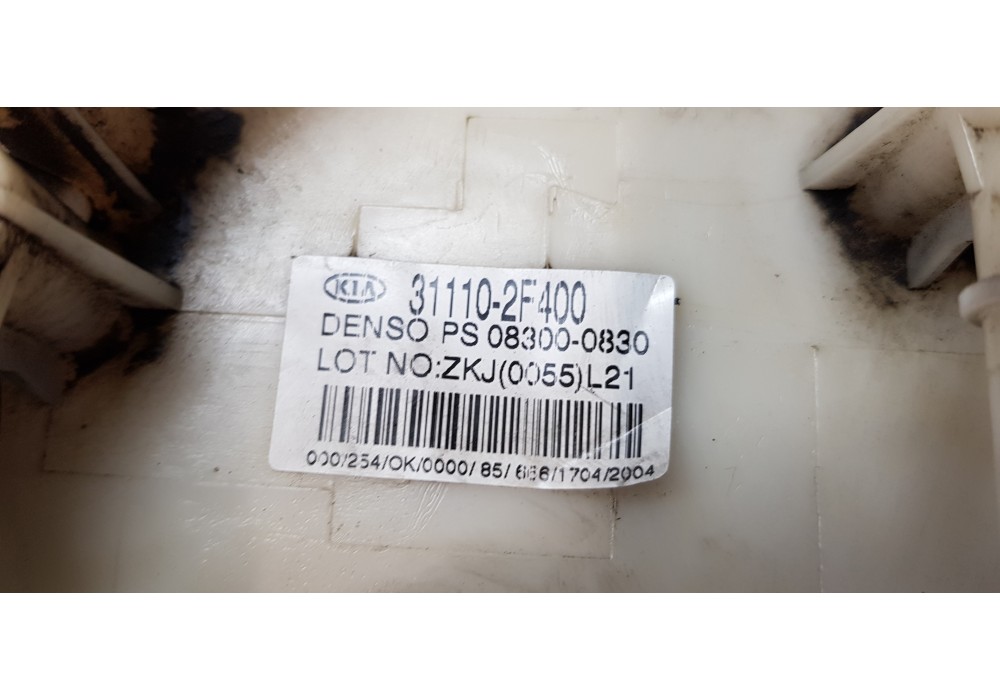 KIA 31110-2F400
DENSO PS 08300-0830
LOT NO:ZKJ(0055)L21
000/254/OK/0000/85/666/1704/2004